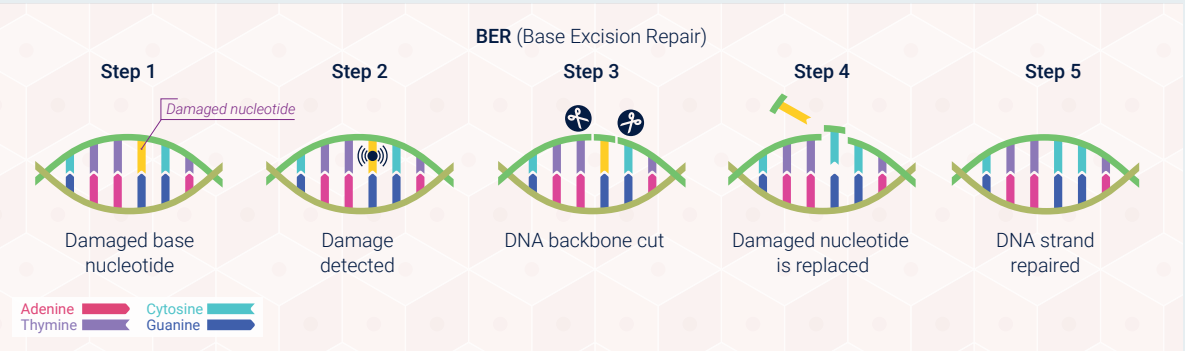 BER (Base Excision Repair)
Step 1
Step 2
Step 3
Step 4
Step 5
Damaged nucleotide
Damaged base
nucleotide
Damage
detected
DNA backbone cut
Damaged nucleotide
is replaced
DNA strand
repaired
Adenine
Cytosine
Thymine
Guanine